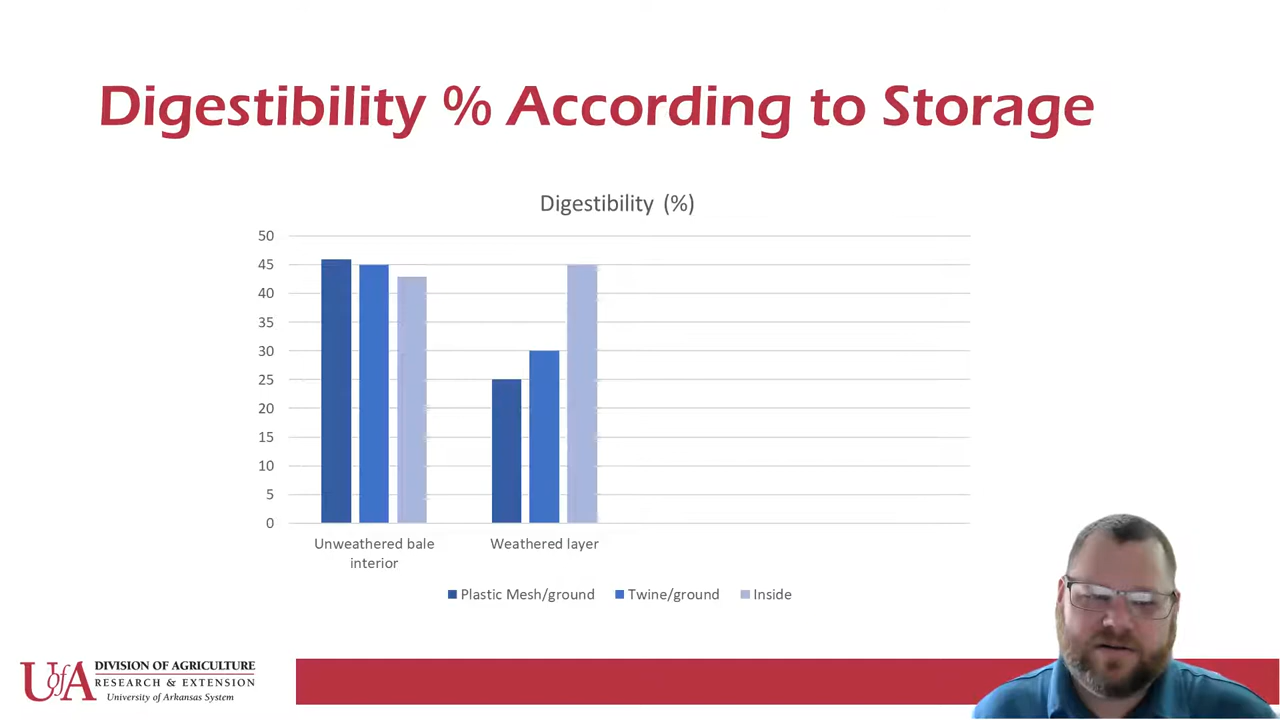 Digestibility % According to Storage
Digestibility (%)
50
45
40
35
30
25
20
15
10
5
0
Unweathered bale
interior
Weathered layer
Plastic Mesh/ground
Twine/ground
Inside
UofA
DIVISION OF AGRICULTURE
RESEARCH & EXTENSION
University of Arkansas System